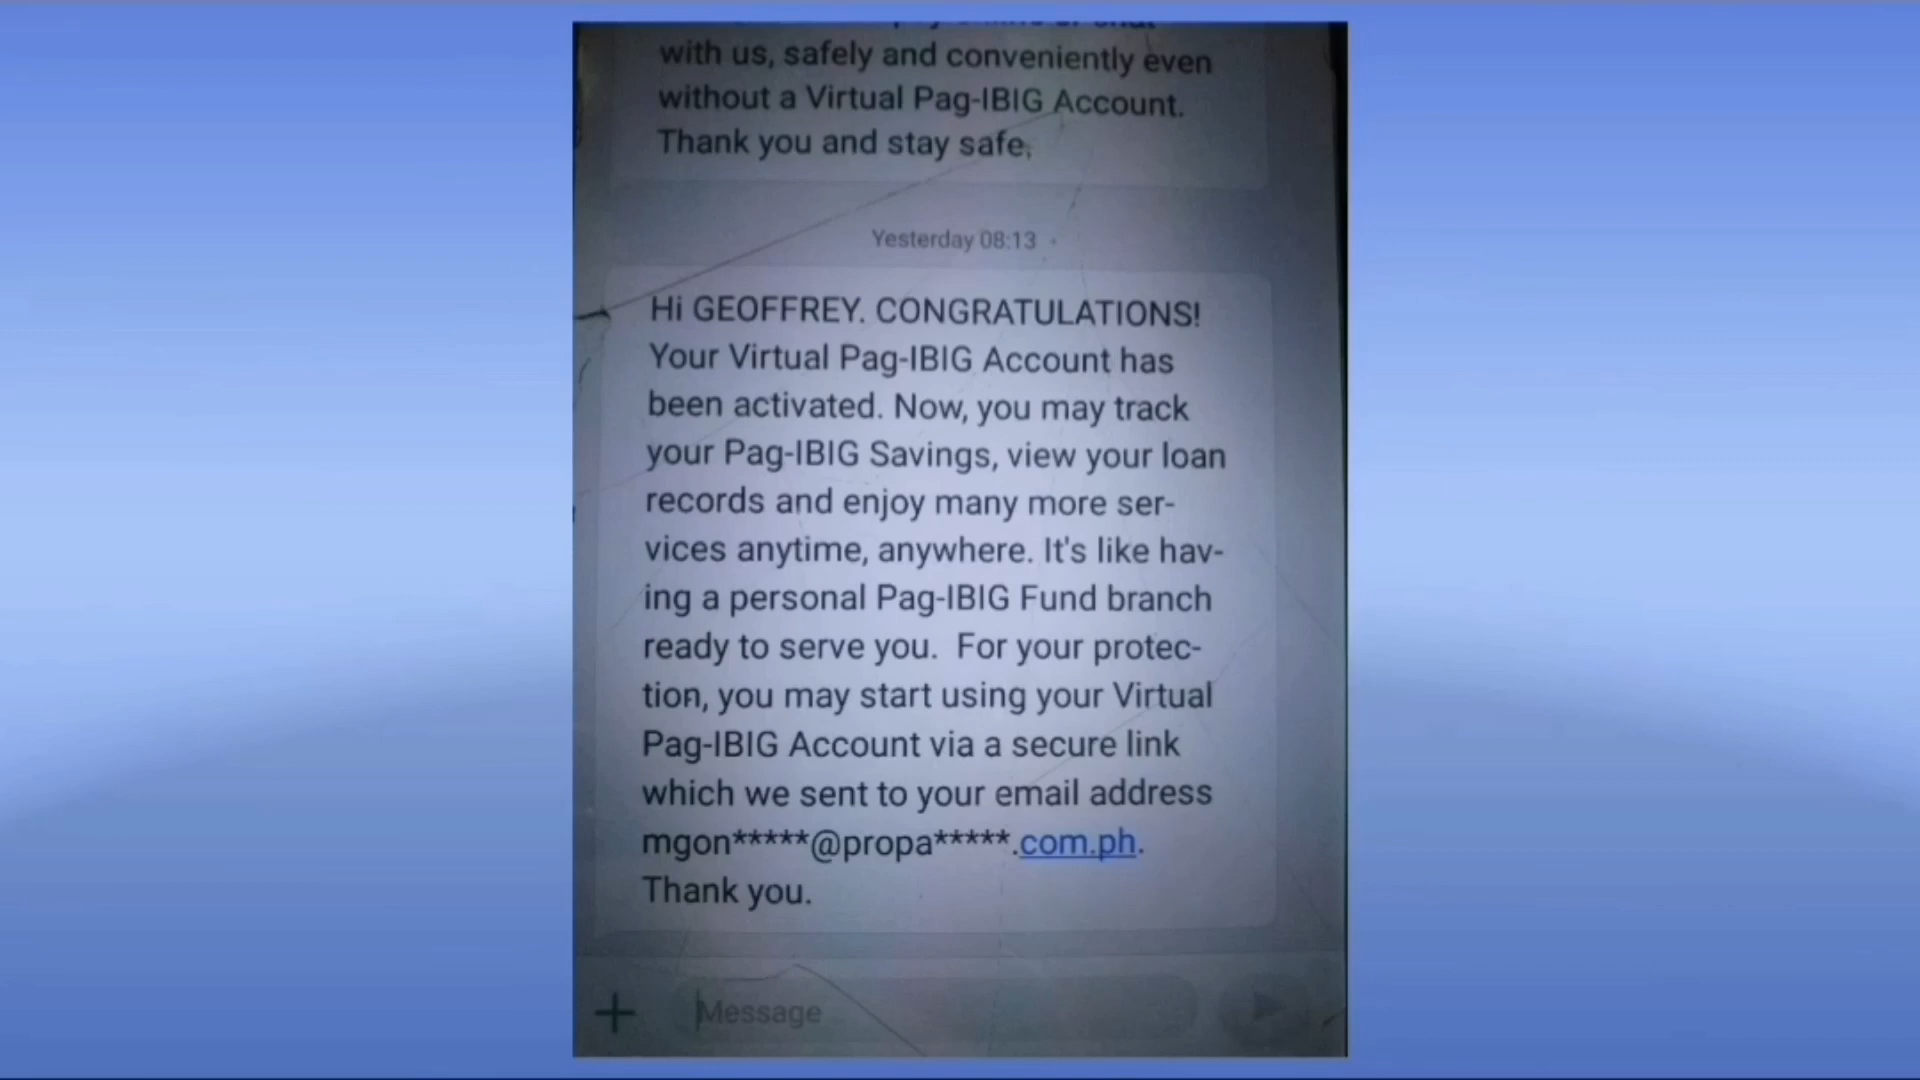 with us, safely and conveniently even
without a Virtual Pag-IBIG Account.
Thank you and stay safe.
Yesterday 08:13
Hi GEOFFREY. CONGRATULATIONS!
Your Virtual Pag-IBIG Account has
been activated. Now, you may track
your Pag-IBIG Savings, view your loan
records and enjoy many more ser-
vices anytime, anywhere. It's like hav-
ing a personal Pag-IBIG Fund branch
ready to serve you.  For your protec-
tion, you may start using your Virtual
Pag-IBIG Account via a secure link
which we sent to your email address
mgon*****@propa*****.com.ph.
Thank you.
Message